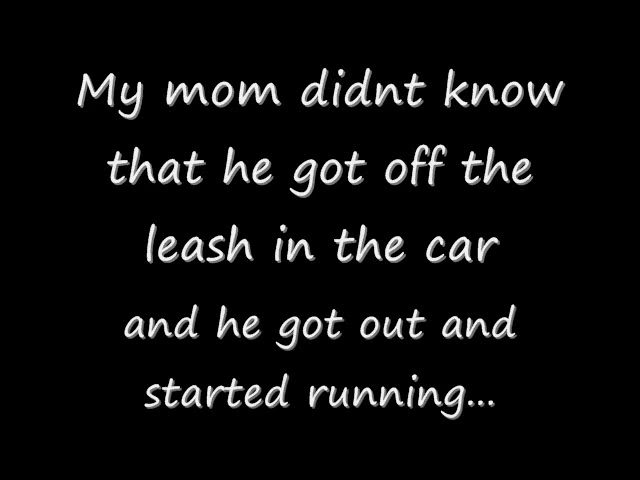 My mom didnt know
that he got off the
leash in the car
and he got out and
started running...